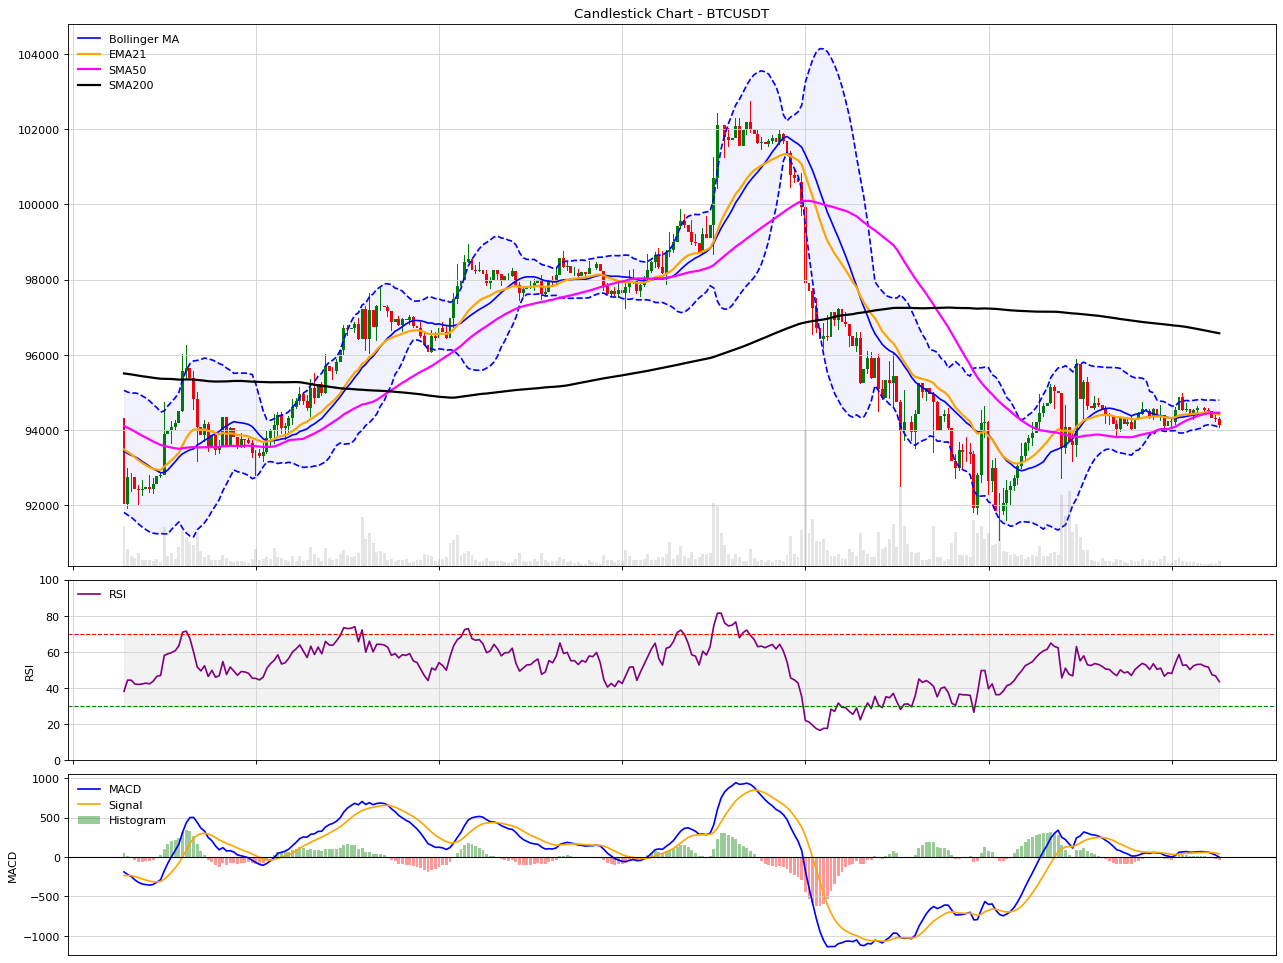 Candlestick Chart - BTCUSDT
Bollinger MA
EMA21
SMA50
SMA200
104000
102000
100000
98000
96000
94000
92000
RSI
RSI
100
80
60
40
20
0
MACD
Signal
Histogram
MACD
1000
500
0
−500
−1000